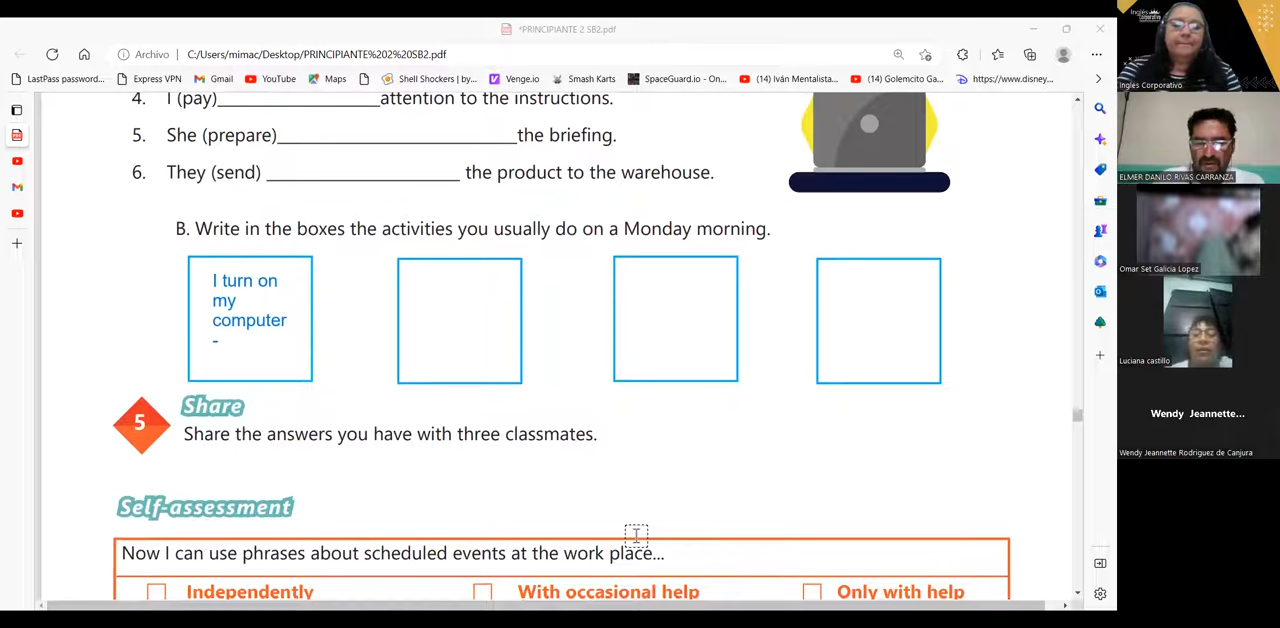 *PRINCIPIANTE 2 SB2.pdf
Archivo | C:/Users/mimac/Desktop/PRINCIPIANTE%202%20SB2.pdf
LastPass password... Express VPN Gmail YouTube Maps Shell Shockers | by... Venge.io Smash Karts SpaceGuard.io - On... (14) Iván Mentalista... (14) Golemcito Ga... https://www.disney...
4. I (pay)____________________attention to the instructions.
5. She (prepare)_____________________________the briefing.
6. They (send) _______________________ the product to the warehouse.
B. Write in the boxes the activities you usually do on a Monday morning.
I turn on
my
computer
-
5
Share
Share the answers you have with three classmates.
Self-assessment
Now I can use phrases about scheduled events at the work place...
Independently With occasional help Only with help
Inglés
Corporativo
Ingles Corporativo
ELMER DANILO RIVAS CARRANZA
Omar Set Galicia Lopez
Luciana castillo
Wendy Jeannette...
Wendy Jeannette Rodriguez de Canjura